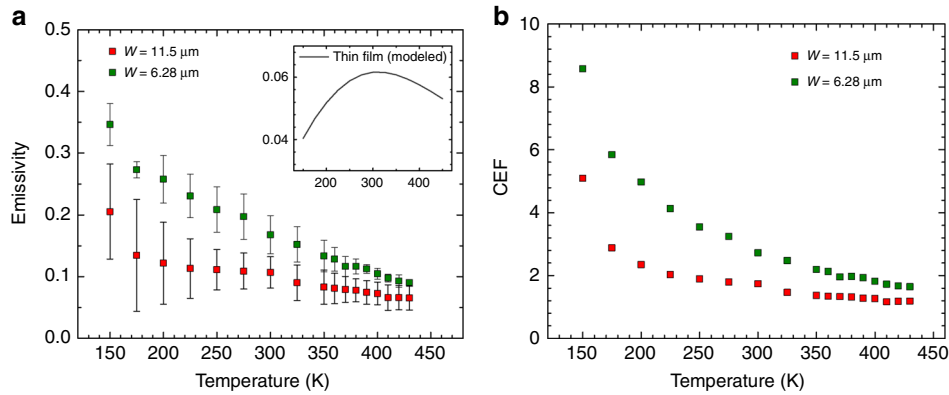 a
0.5
0.4
0.3
0.2
0.1
0.0
Emissivity
W = 11.5 μm
W = 6.28 μm
Thin film (modeled)
0.06
0.04
200 300 400
150 200 250 300 350 400 450
Temperature (K)
b
10
8
6
4
2
0
CEF
W = 11.5 μm
W = 6.28 μm
150 200 250 300 350 400 450
Temperature (K)